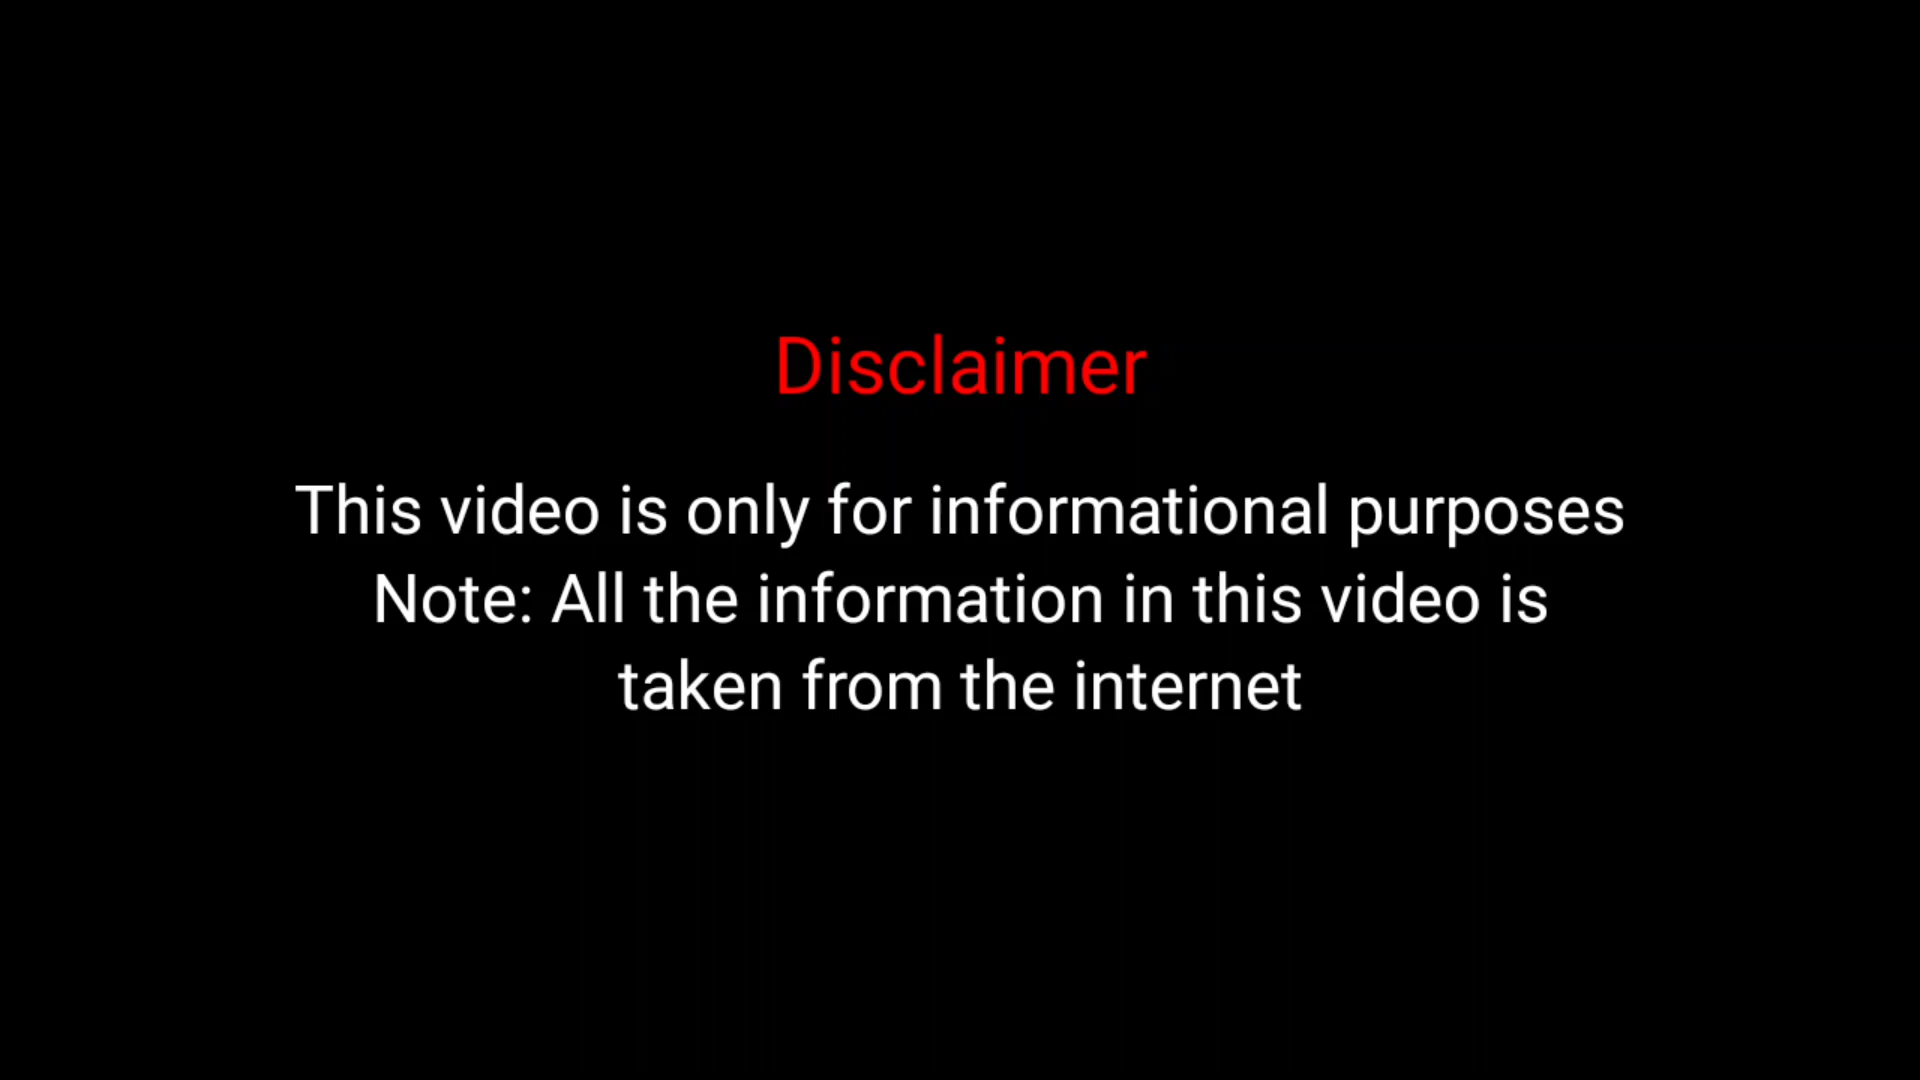 Disclaimer
This video is only for informational purposes
Note: All the information in this video is
taken from the internet